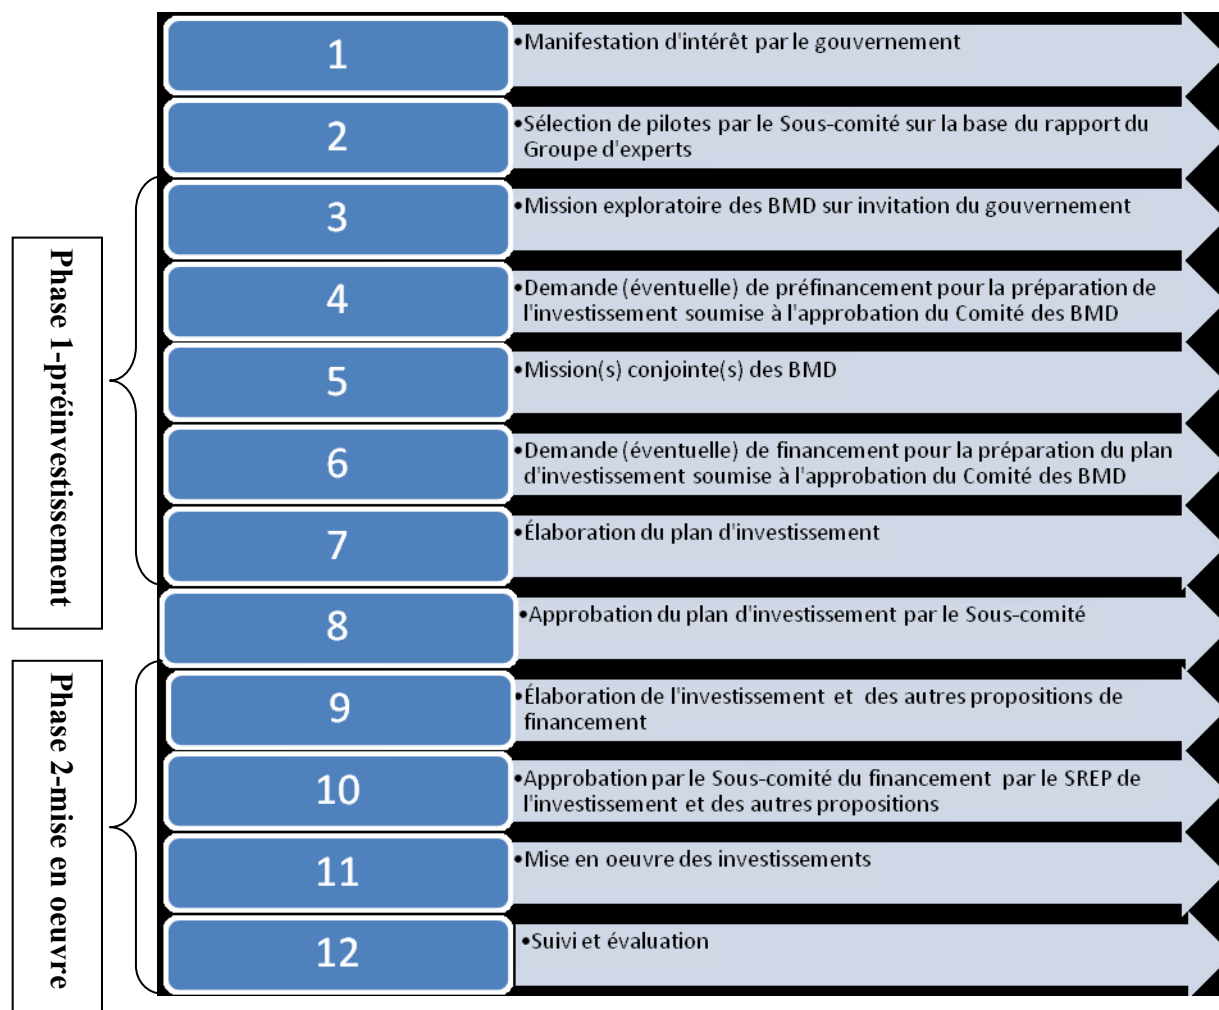 1
•Manifestation d'intérêt par le gouvernement
2
•Sélection de pilotes par le Sous-comité sur la base du rapport du
Groupe d'experts
Phase 1-préinvestissement
3
•Mission exploratoire des BMD sur invitation du gouvernement
4
•Demande (éventuelle) de préfinancement pour la préparation de
l'investissement soumise à l'approbation du Comité des BMD
5
•Mission(s) conjointe(s) des BMD
6
•Demande (éventuelle) de financement pour la préparation du plan
d'investissement soumise à l'approbation du Comité des BMD
7
•Élaboration du plan d'investissement
8
•Approbation du plan d'investissement par le Sous-comité
Phase 2-mise en oeuvre
9
•Élaboration de l'investissement et des autres propositions de
financement
10
•Approbation par le Sous-comité du financement par le SREP de
l'investissement et des autres propositions
11
•Mise en oeuvre des investissements
12
•Suivi et évaluation